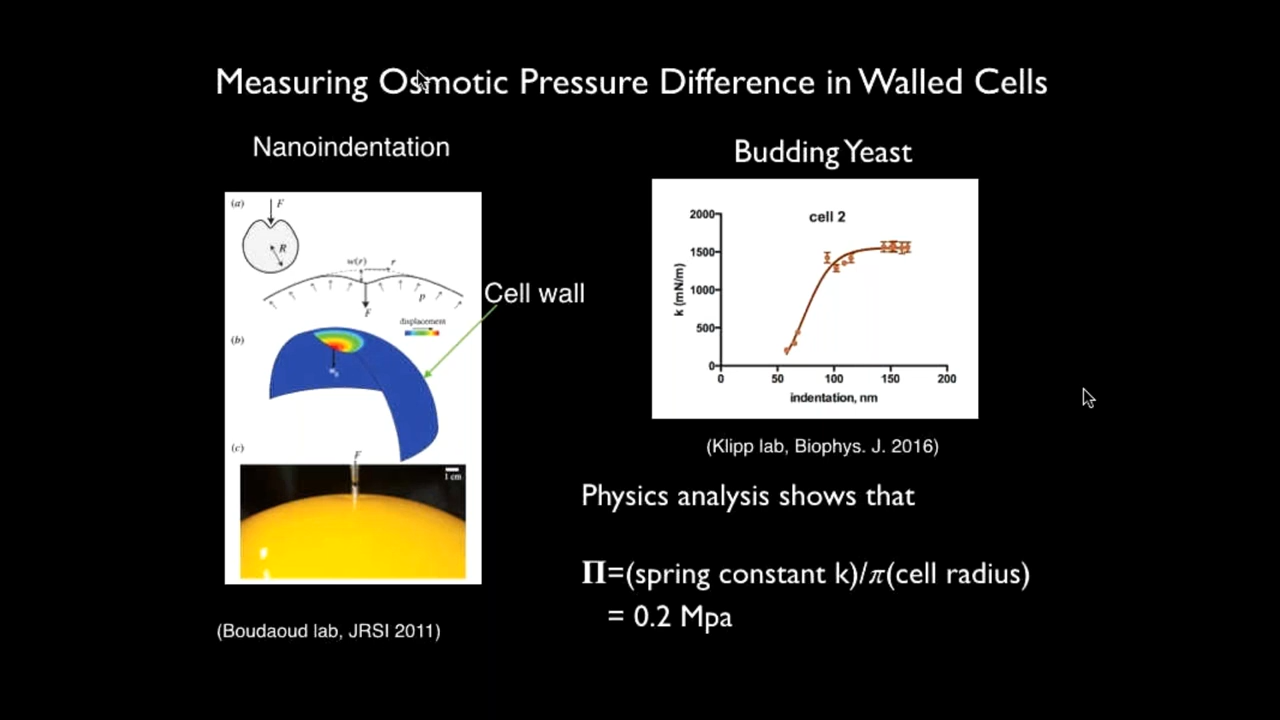 Measuring Osmotic Pressure Difference in Walled Cells
Nanoindentation
(a)
F
R
w(r)
r
p
F
Cell wall
displacement
(b)
(c)
F
1 cm
(Boudaoud lab, JRSI 2011)
Budding Yeast
cell 2
k (mN/m)
2000
1500
1000
500
0
0 50 100 150 200
indentation, nm
(Klipp lab, Biophys. J. 2016)
Physics analysis shows that
Π=(spring constant k)/π(cell radius)
= 0.2 Mpa